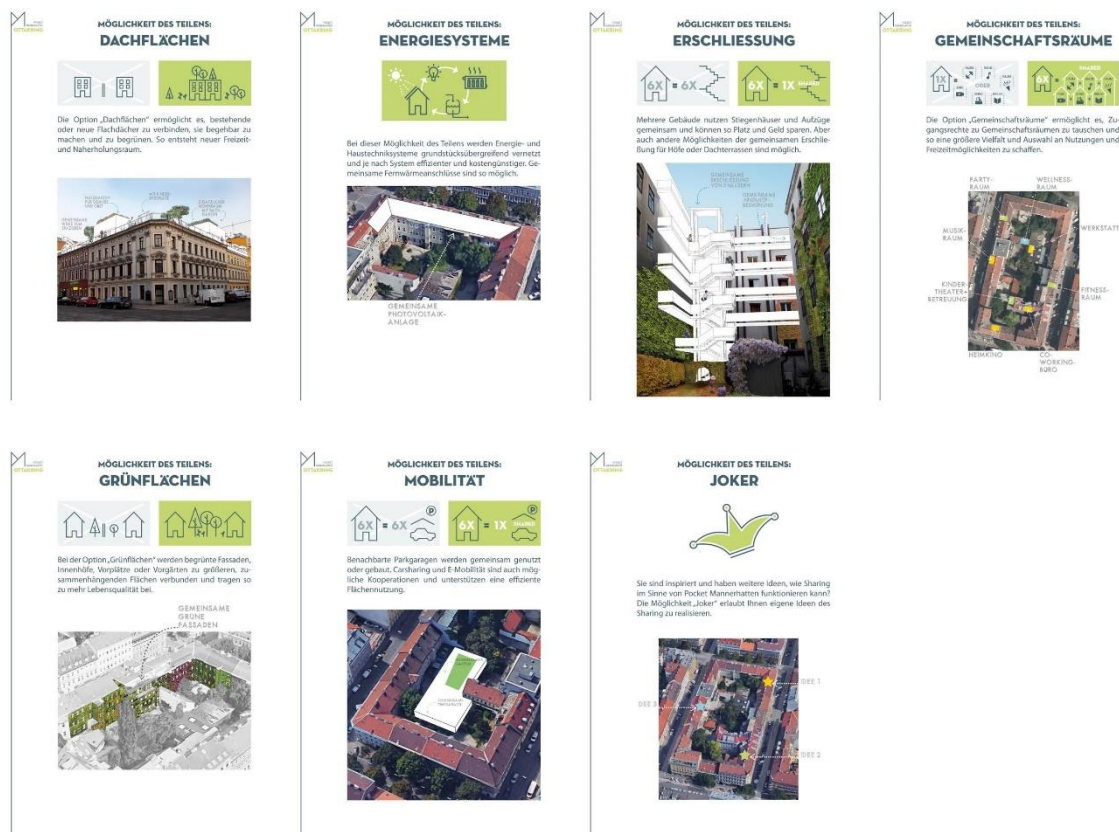 OTTAKRING
MÖGLICHKEIT DES TEILENS:
DACHFLÄCHEN
Die Option „Dachflächen“ ermöglicht es, bestehende
oder neue Flachdächer zu verbinden, sie begehbar zu
machen und zu begrünen. So entsteht neuer Freizeit-
und Naherholungsraum.
OTTAKRING
MÖGLICHKEIT DES TEILENS:
ENERGIESYSTEME
Bei dieser Möglichkeit des Teilens werden Energie- und
Haustechniksysteme grundstücksübergreifend vernetzt
und je nach System effizienter und kostengünstiger. Ge-
meinsame Fernwärmeanschlüsse sind so möglich.
GEMEINSAME
PHOTOVOLTAIK-
ANLAGE
OTTAKRING
MÖGLICHKEIT DES TEILENS:
ERSCHLIESSUNG
6X = 6X
6X = 1X SHARED
Mehrere Gebäude nutzen Stiegenhäuser und Aufzüge
gemeinsam und können so Platz und Geld sparen. Aber
auch andere Möglichkeiten der gemeinsamen Erschlie-
ßung für Höfe oder Dachterrassen sind möglich.
GEMEINSAME
ERSCHLIESSUNG
OTTAKRING
MÖGLICHKEIT DES TEILENS:
GEMEINSCHAFTSRÄUME
1X
ODER
6X
SHARED
Die Option „Gemeinschaftsräume“ ermöglicht es, Zu-
gangsrechte zu Gemeinschaftsräumen zu tauschen und
so eine größere Vielfalt und Auswahl an Nutzungen und
Freizeitmöglichkeiten zu schaffen.
PARTY-
RAUM
WELLNESS-
RAUM
MUSIK-
RAUM
WERKSTATT
KINDER
THEATER-
BETREUUNG
FITNESS-
RAUM
HEIMKINO
CO-
WORKING-
BÜRO
OTTAKRING
MÖGLICHKEIT DES TEILENS:
GRÜNFLÄCHEN
Bei der Option „Grünflächen“ werden begrünte Fassaden,
Innenhöfe, Vorplätze oder Vorgärten zu größeren, zu-
sammenhängenden Flächen verbunden und tragen so
zu mehr Lebensqualität bei.
GEMEINSAME
GRÜNE
FASSADEN
OTTAKRING
MÖGLICHKEIT DES TEILENS:
MOBILITÄT
6X = 6X P
6X = 1X SHARED P
Benachbarte Parkgaragen werden gemeinsam genutzt
oder gebaut. Carsharing und E-Mobilität sind auch mög-
liche Kooperationen und unterstützen eine effiziente
Flächennutzung.
OTTAKRING
MÖGLICHKEIT DES TEILENS:
JOKER
Sie sind inspiriert und haben weitere Ideen, wie Sharing
im Sinne von Pocket Mannerhatten funktionieren kann?
Die Möglichkeit „Joker“ erlaubt Ihnen eigene Ideen des
Sharing zu realisieren.
IDEE 1
IDEE 2